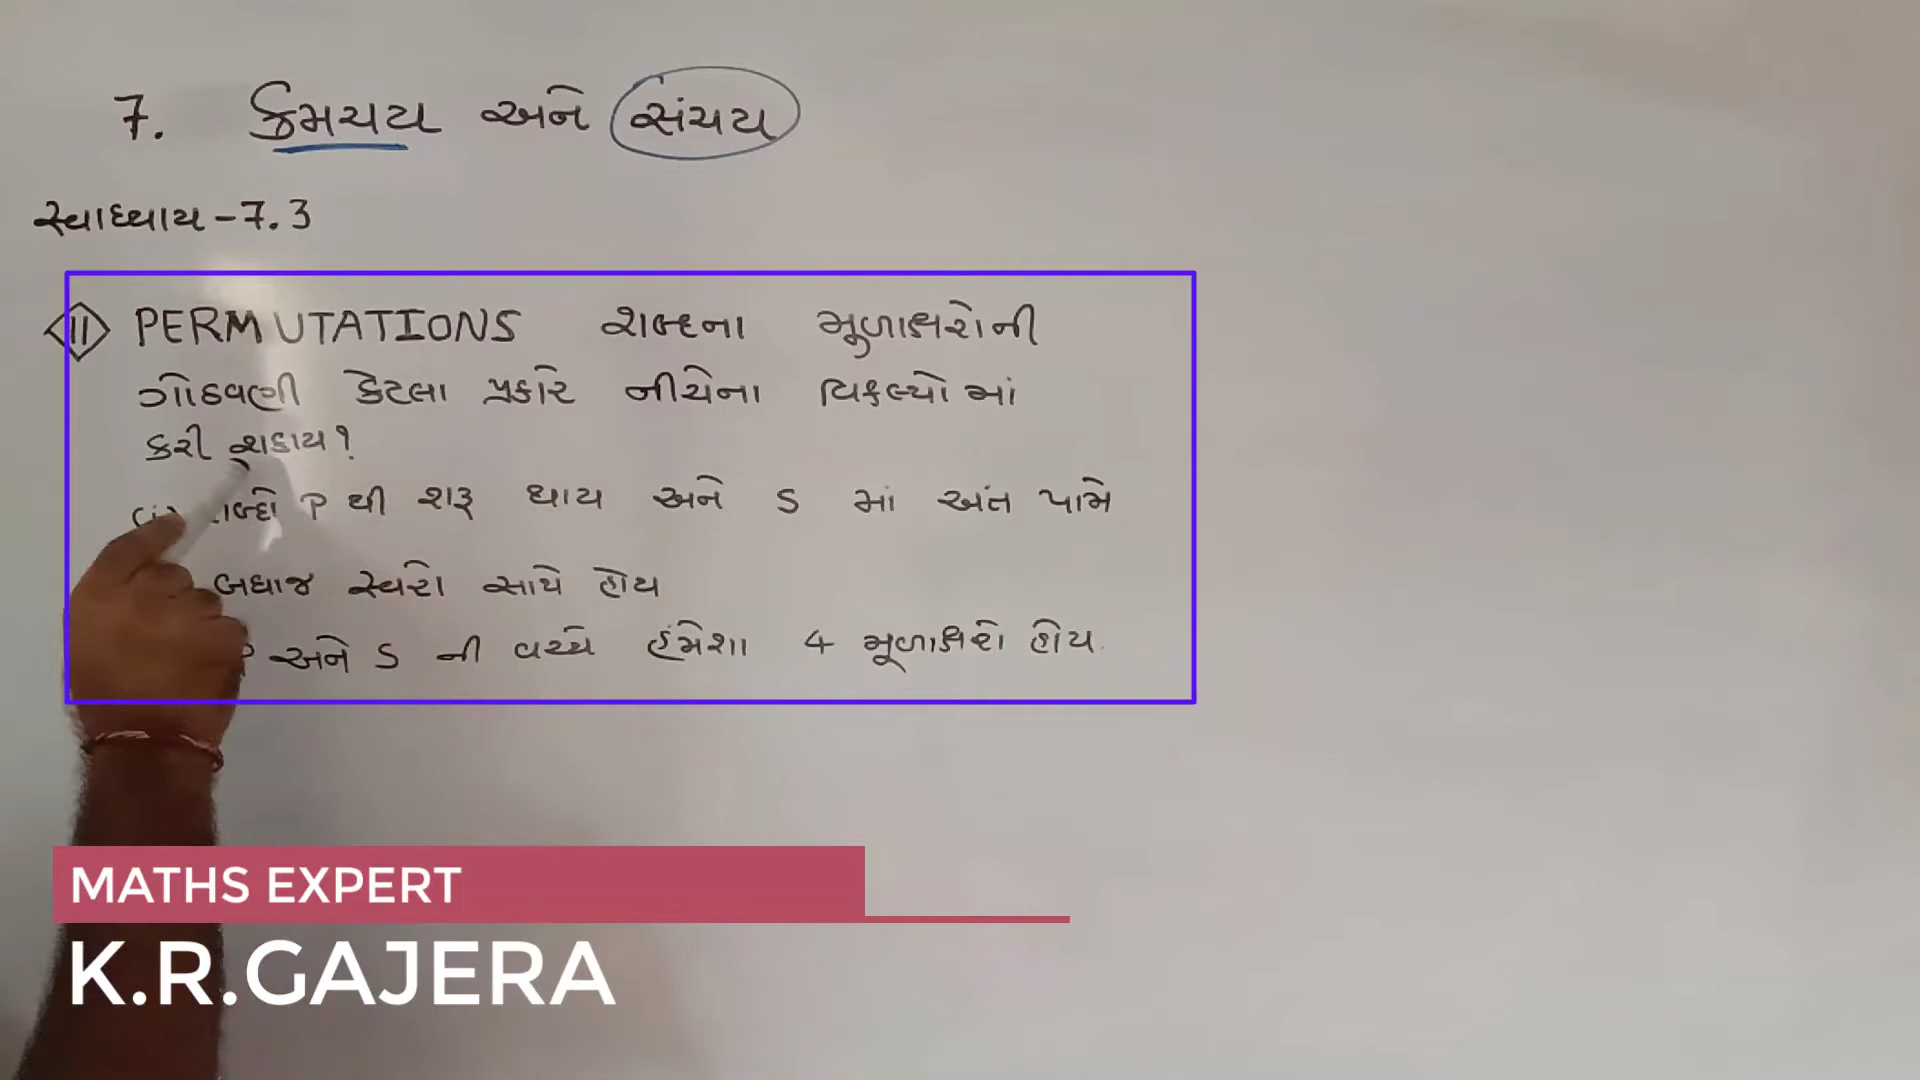 7. ક્રમચય અને સંચય
સ્વાધ્યાય - 7.3
11 PERMUTATIONS શબ્દના મૂળાક્ષરોની
ગોઠવણી કેટલા પ્રકારે નીચેના વિકલ્પોમાં
કરી શકાય?
P થી શરૂ થાય અને S માં અંત પામે
બધાજ સ્વરો સાથે હોય
અને S ની વચ્ચે હંમેશા 4 મૂળાક્ષરો હોય.
MATHS EXPERT
K.R.GAJERA